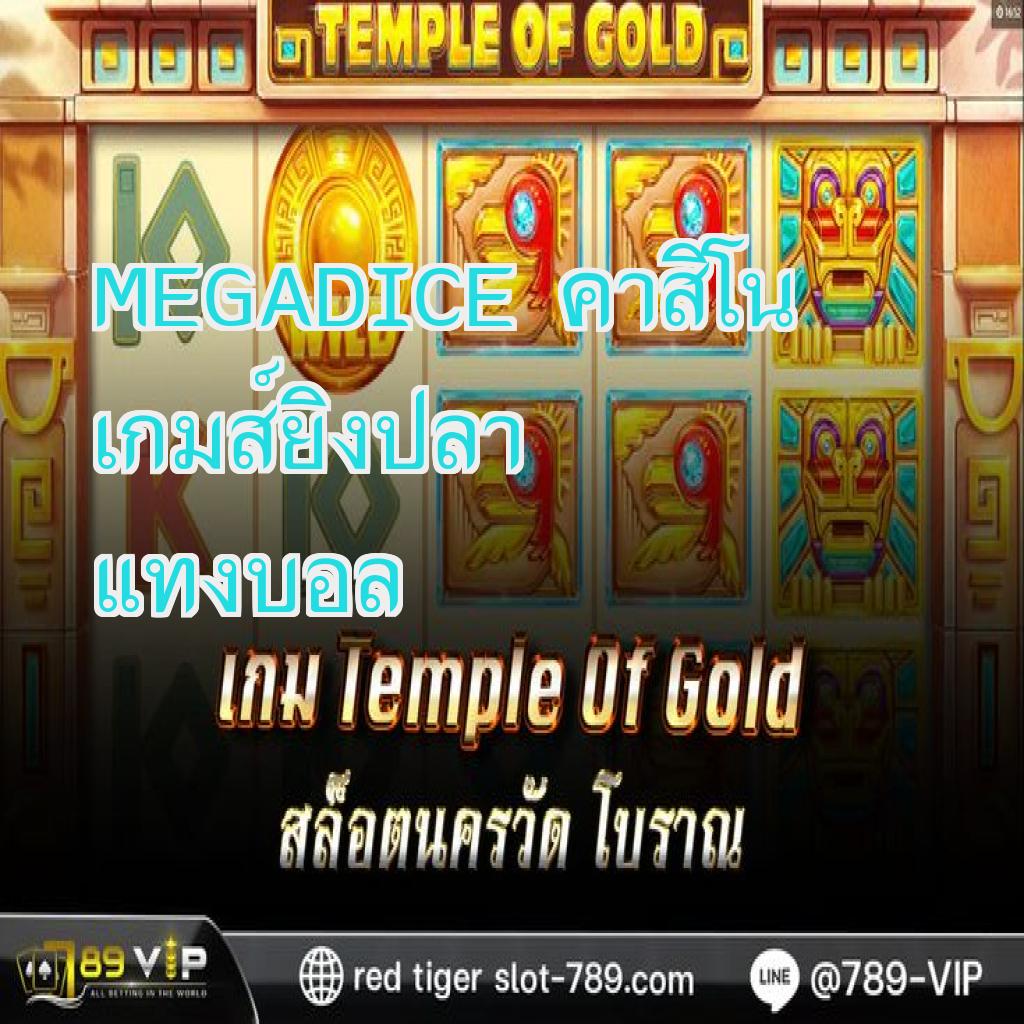 TEMPLE OF GOLD
WILD
MEGADICE คาสิโน
เกมส์ยิงปลา
แทงบอล
เกม Temple Of Gold
สล็อตนครวัด โบราณ
789 VIP
ALL BETTING IN THE WORLD
red tiger slot-789.com
LINE
@789-VIP